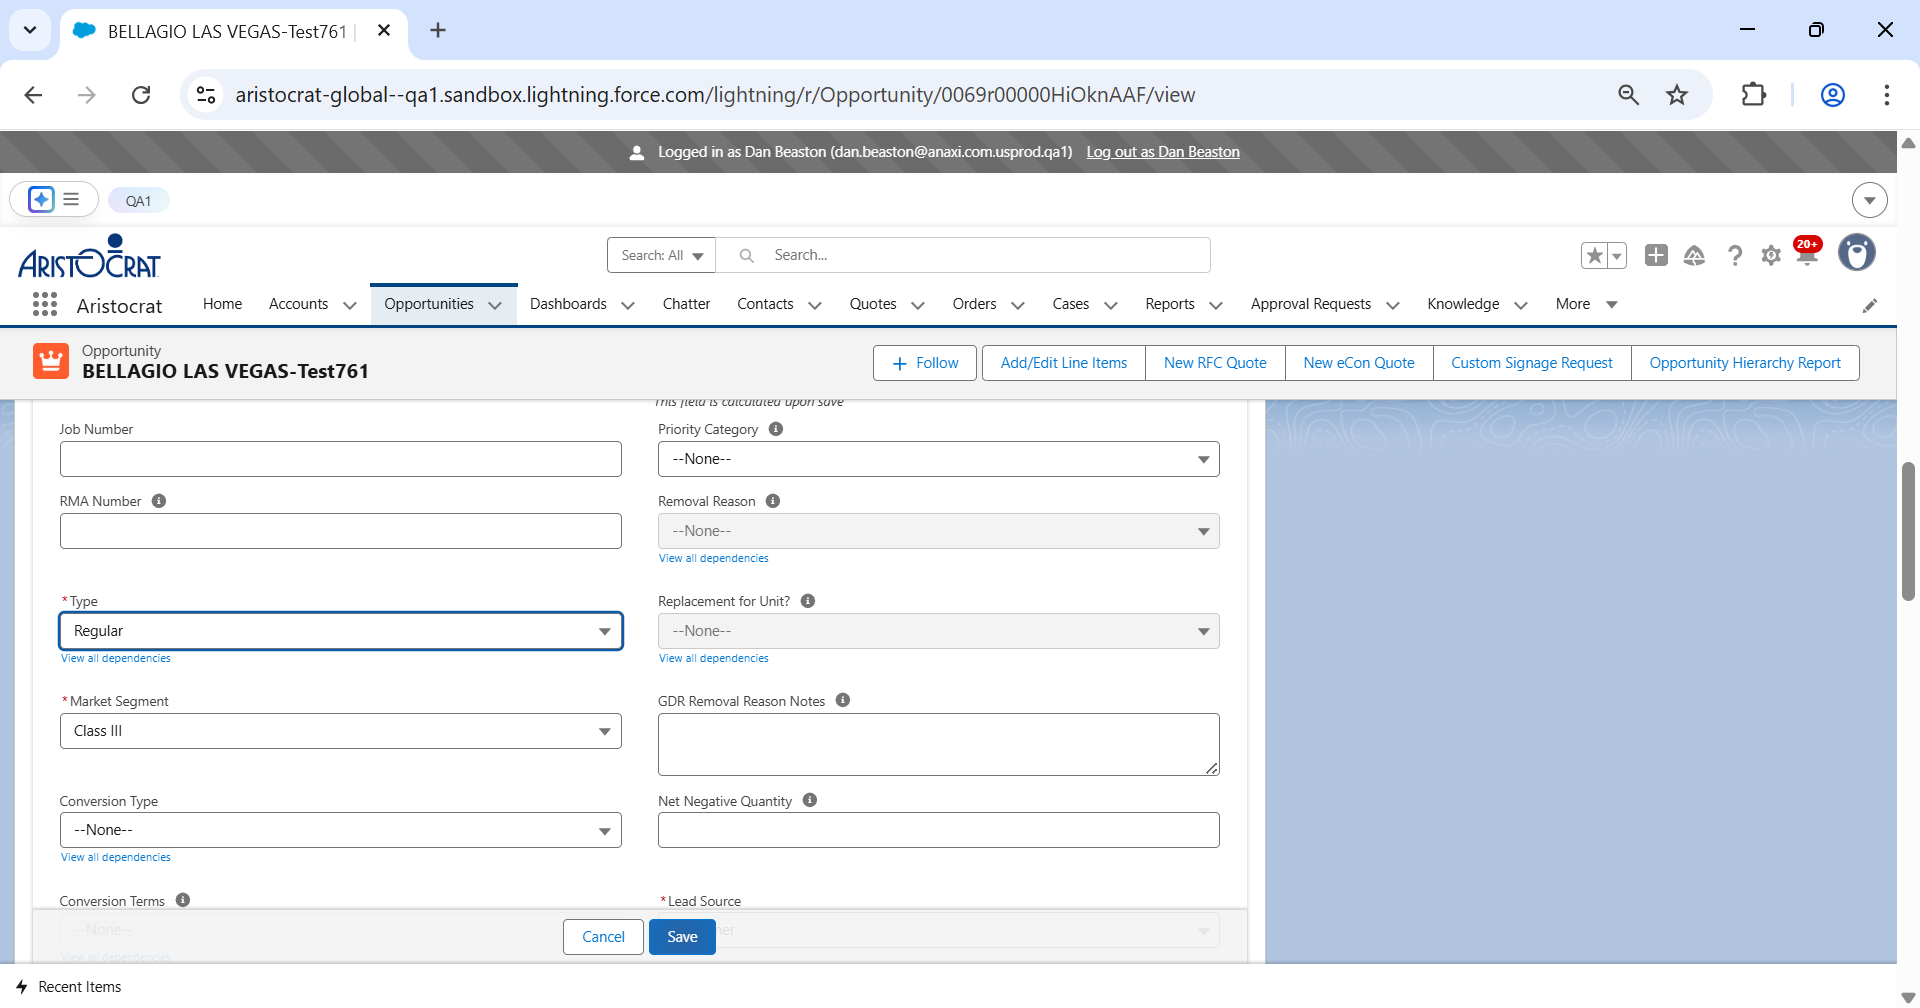 BELLAGIO LAS VEGAS-Test761
aristocrat-global--qa1.sandbox.lightning.force.com/lightning/r/Opportunity/0069r00000HiOknAAF/view
Logged in as Dan Beaston (dan.beaston@anaxi.com.usprod.qa1) Log out as Dan Beaston
QA1
ARISTOCRAT
Search: All
Search...
20+
Aristocrat
Home
Accounts
Opportunities
Dashboards
Chatter
Contacts
Quotes
Orders
Cases
Reports
Approval Requests
Knowledge
More
Opportunity
BELLAGIO LAS VEGAS-Test761
Follow
Add/Edit Line Items
New RFC Quote
New eCon Quote
Custom Signage Request
Opportunity Hierarchy Report
This field is calculated upon save
Job Number
Priority Category
--None--
RMA Number
Removal Reason
--None--
View all dependencies
*Type
Regular
View all dependencies
Replacement for Unit?
--None--
View all dependencies
*Market Segment
Class III
GDR Removal Reason Notes
Conversion Type
--None--
View all dependencies
Net Negative Quantity
Conversion Terms
--None--
View all dependencies
*Lead Source
Cancel
Save
Recent Items